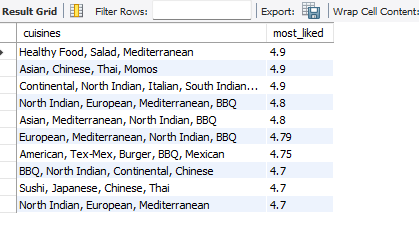 Result Grid Filter Rows: Export: Wrap Cell Content:
cuisines most_liked
Healthy Food, Salad, Mediterranean 4.9
Asian, Chinese, Thai, Momos 4.9
Continental, North Indian, Italian, South Indian... 4.9
North Indian, European, Mediterranean, BBQ 4.8
Asian, Mediterranean, North Indian, BBQ 4.8
European, Mediterranean, North Indian, BBQ 4.79
American, Tex-Mex, Burger, BBQ, Mexican 4.75
BBQ, North Indian, Continental, Chinese 4.7
Sushi, Japanese, Chinese, Thai 4.7
North Indian, European, Mediterranean 4.7